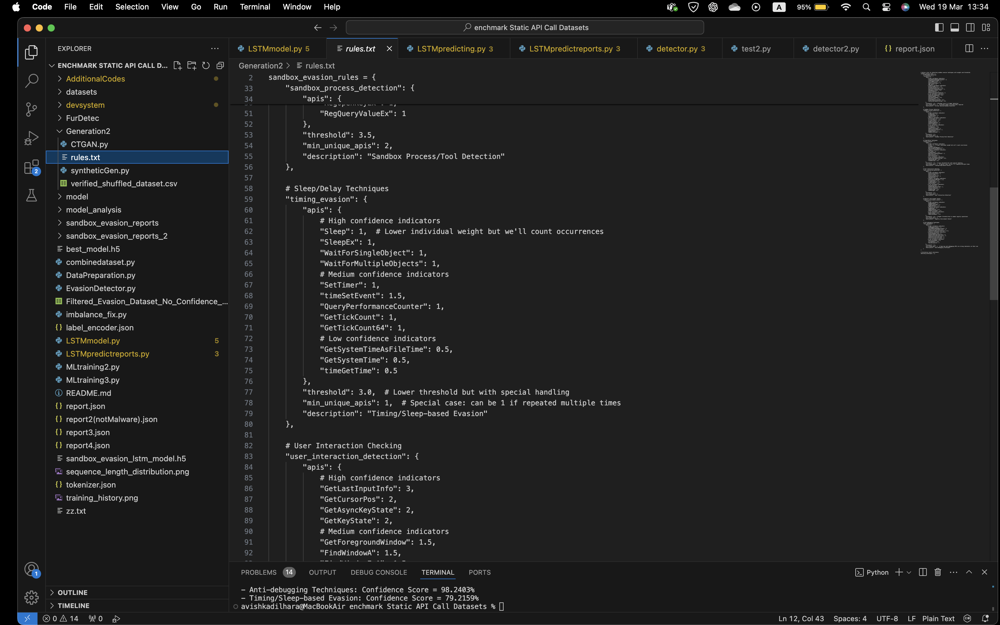 Code File Edit Selection View Go Run Terminal Window Help
A 95% Wed 19 Mar 13:34
enchmark Static API Call Datasets
EXPLORER
ENCHMARK STATIC API CALL D...
AdditionalCodes
datasets
devsystem
FurDetec
Generation2
CTGAN.py
rules.txt
syntheticGen.py
verified_shuffled_dataset.csv
model
model_analysis
sandbox_evasion_reports
sandbox_evasion_reports_2
best_model.h5
combinedataset.py
DataPreparation.py
EvasionDetector.py
Filtered_Evasion_Dataset_No_Confidence_...
imbalance_fix.py
label_encoder.json
LSTMmodel.py 5
LSTMpredictreports.py 3
MLtraining2.py
MLtraining3.py
README.md
report.json
report2(notMalware).json
report3.json
report4.json
sandbox_evasion_lstm_model.h5
sequence_length_distribution.png
tokenizer.json
training_history.png
zz.txt
OUTLINE
TIMELINE
2
1
LSTMmodel.py 5 rules.txt LSTMpredicting.py 3 LSTMpredictreports.py 3 detector.py 3 test2.py detector2.py {} report.json
Generation2 > rules.txt
2 sandbox_evasion_rules = {
33 "sandbox_process_detection": {
34 "apis": {
51 "RegQueryValueEx": 1
52 },
53 "threshold": 3.5,
54 "min_unique_apis": 2,
55 "description": "Sandbox Process/Tool Detection"
56 },
57
58 # Sleep/Delay Techniques
59 "timing_evasion": {
60 "apis": {
61 # High confidence indicators
62 "Sleep": 1,  # Lower individual weight but we'll count occurrences
63 "SleepEx": 1,
64 "WaitForSingleObject": 1,
65 "WaitForMultipleObjects": 1,
66 # Medium confidence indicators
67 "SetTimer": 1,
68 "timeSetEvent": 1.5,
69 "QueryPerformanceCounter": 1,
70 "GetTickCount": 1,
71 "GetTickCount64": 1,
72 # Low confidence indicators
73 "GetSystemTimeAsFileTime": 0.5,
74 "GetSystemTime": 0.5,
75 "timeGetTime": 0.5
76 },
77 "threshold": 3.0,  # Lower threshold but with special handling
78 "min_unique_apis": 1,  # Special case: can be 1 if repeated multiple times
79 "description": "Timing/Sleep-based Evasion"
80 },
81
82 # User Interaction Checking
83 "user_interaction_detection": {
84 "apis": {
85 # High confidence indicators
86 "GetLastInputInfo": 3,
87 "GetCursorPos": 2,
88 "GetAsyncKeyState": 2,
89 "GetKeyState": 2,
90 # Medium confidence indicators
91 "GetForegroundWindow": 1.5,
92 "FindWindowA": 1.5,
PROBLEMS 14 OUTPUT DEBUG CONSOLE TERMINAL PORTS Python
- Anti-debugging Techniques: Confidence Score = 98.2403%
- Timing/Sleep-based Evasion: Confidence Score = 79.2159%
avishkadilhara@MacBookAir enchmark Static API Call Datasets %
0 14 0 Ln 12, Col 43 Spaces: 4 UTF-8 LF Plain Text